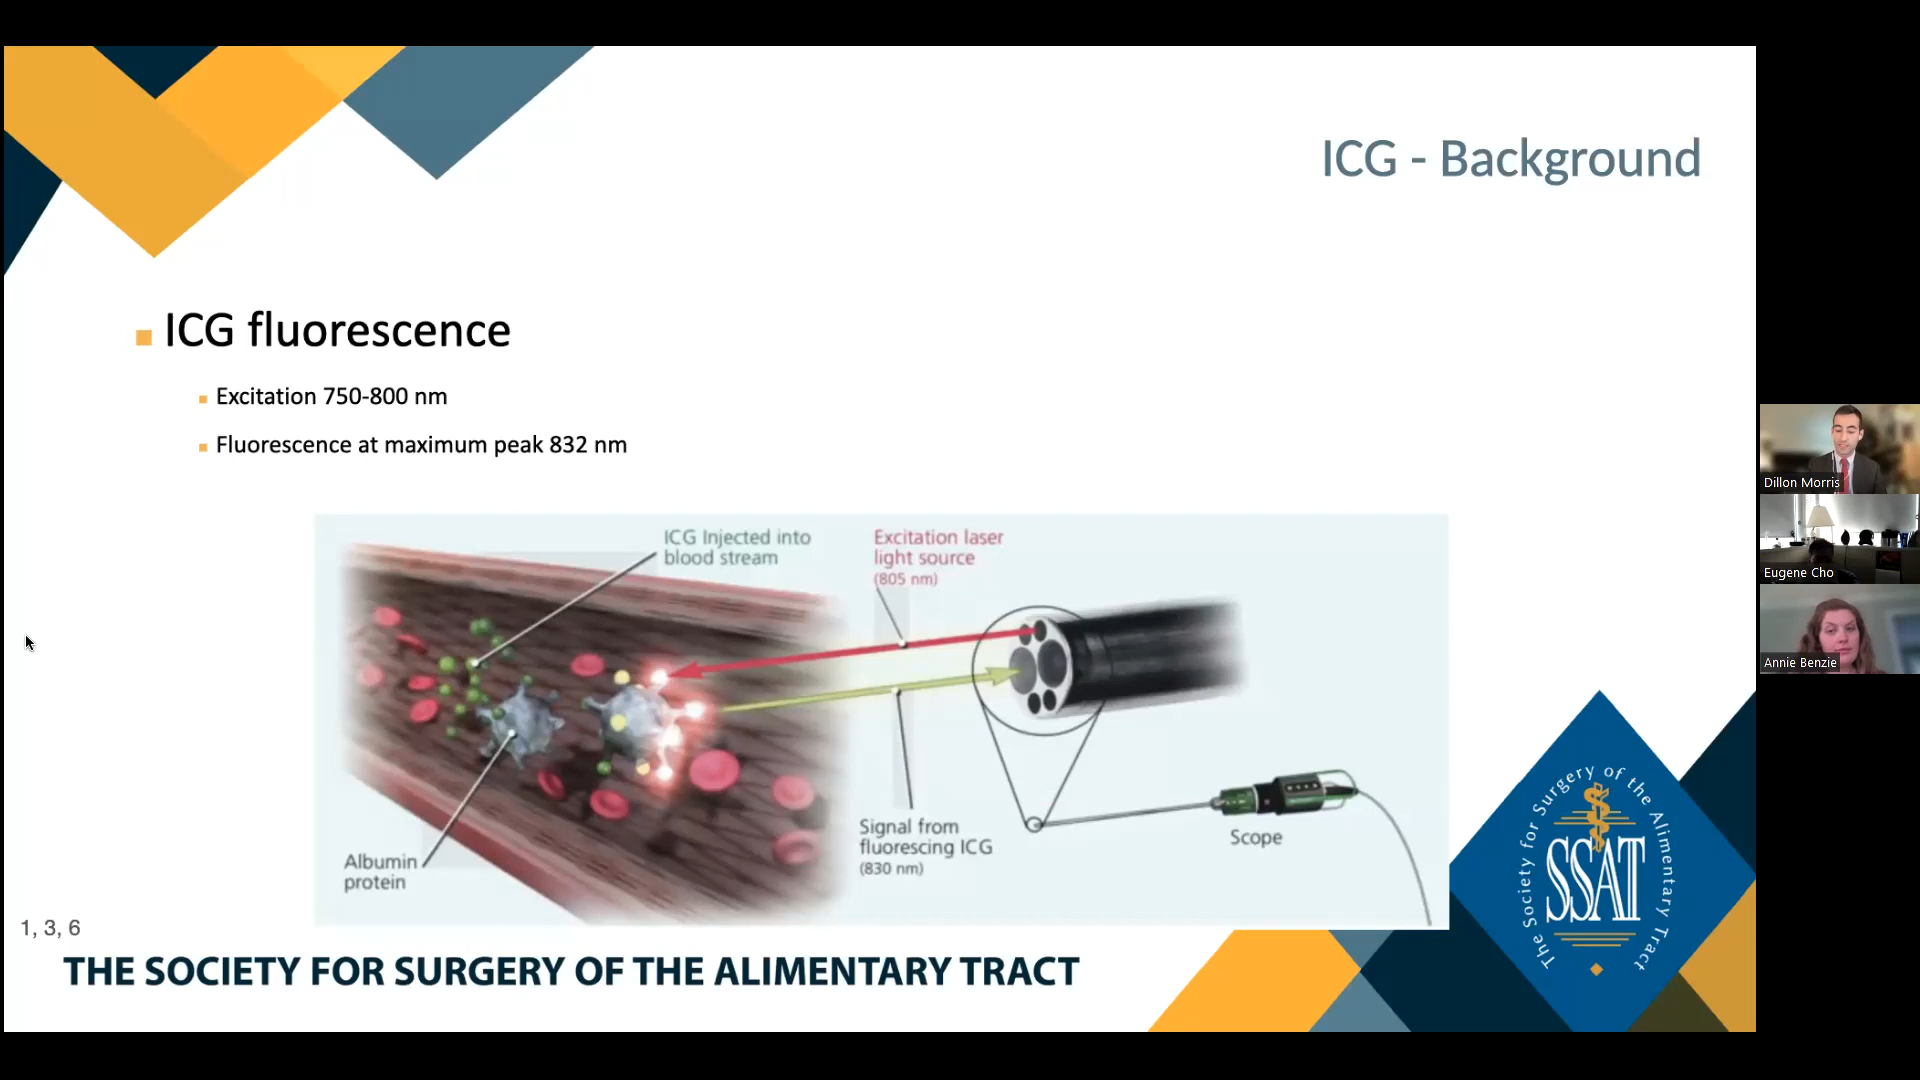 ICG - Background
ICG fluorescence
Excitation 750-800 nm
Fluorescence at maximum peak 832 nm
ICG Injected into
blood stream
Excitation laser
light source
(805 nm)
Albumin
protein
Signal from
fluorescing ICG
(830 nm)
Scope
1, 3, 6
THE SOCIETY FOR SURGERY OF THE ALIMENTARY TRACT
The Society for Surgery of the Alimentary Tract
SSAT
Dillon Morris
Eugene Cho
Annie Benzie